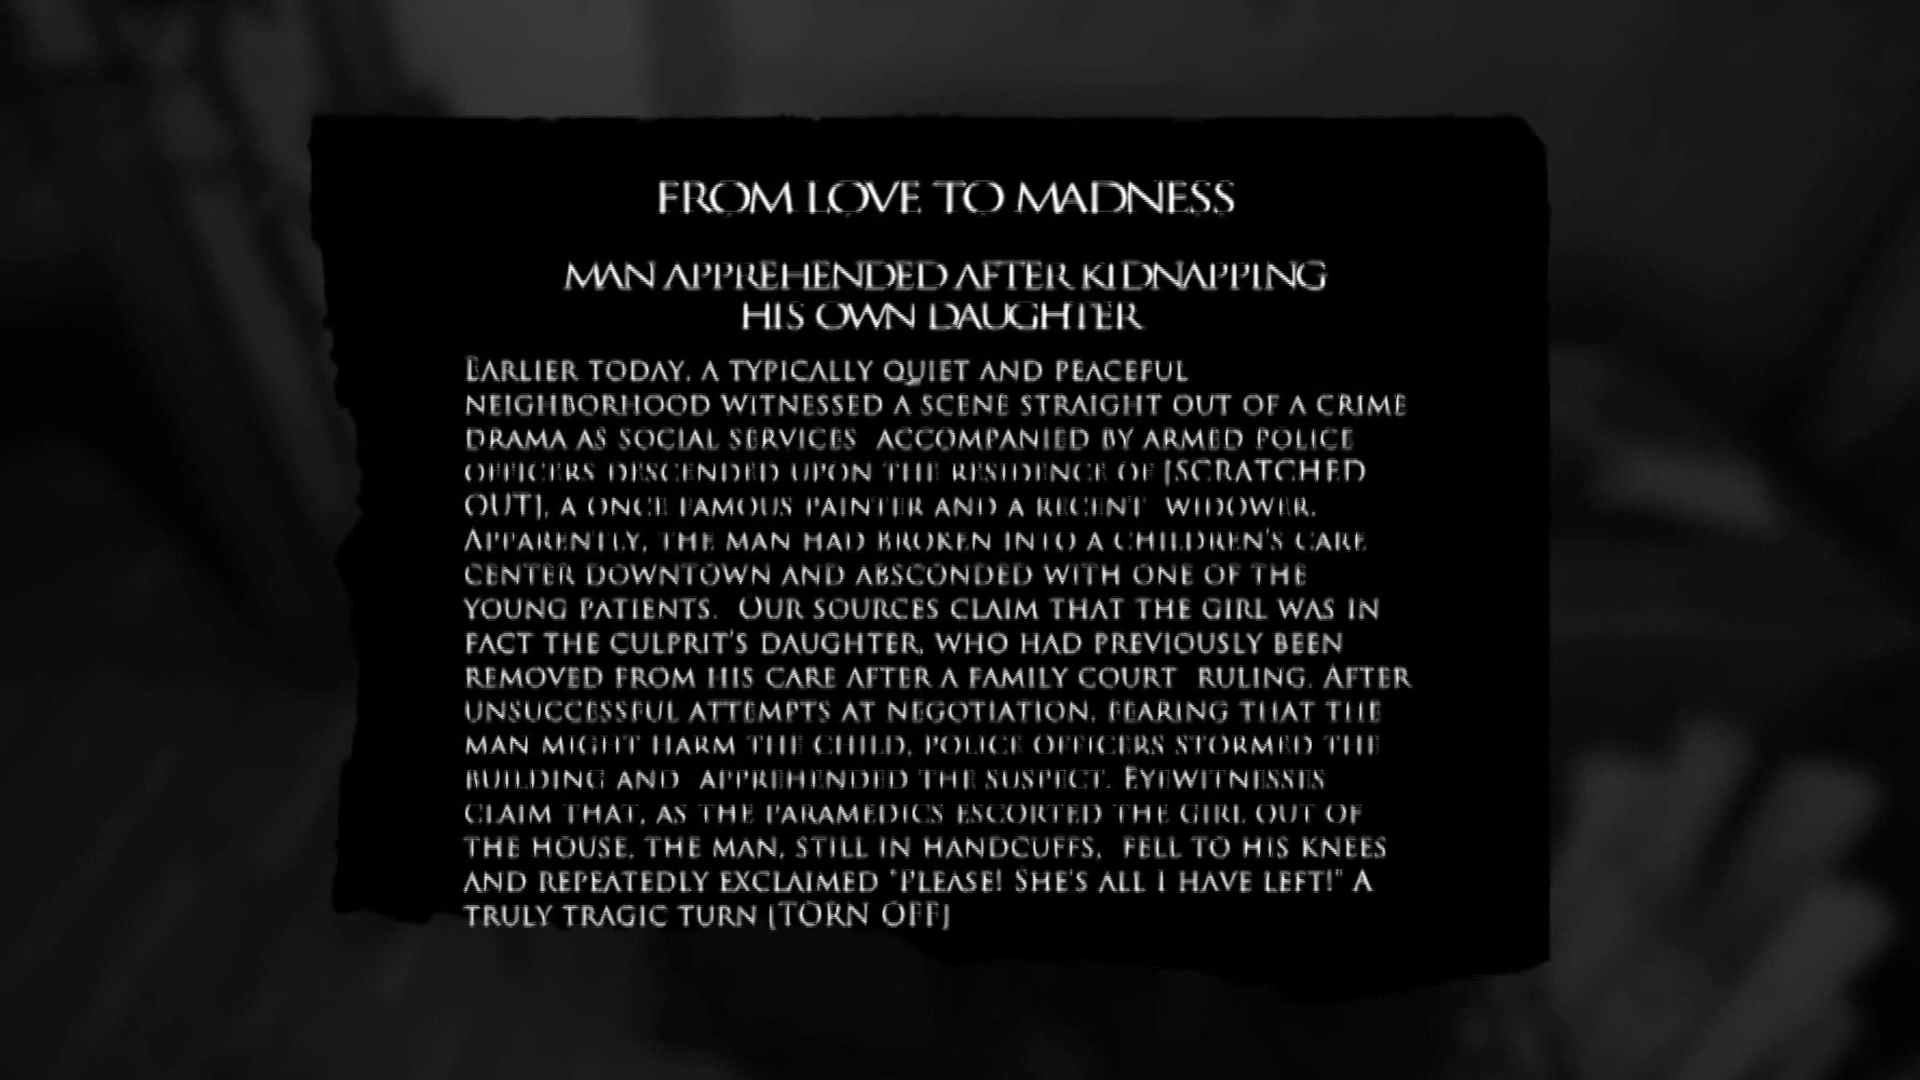 FROM LOVE TO MADNESS
MAN APPREHENDED AFTER KIDNAPPING
HIS OWN DAUGHTER
Earlier today, a typically quiet and peaceful
neighborhood witnessed a scene straight out of a crime
drama as social services accompanied by armed police
officers descended upon the residence of [SCRATCHED
OUT], a once famous painter and a recent widower.
Apparently, the man had broken into a children's care
center downtown and absconded with one of the
young patients. Our sources claim that the girl was in
fact the culprit's daughter, who had previously been
removed from his care after a family court ruling. After
unsuccessful attempts at negotiation, fearing that the
man might harm the child, police officers stormed the
building and apprehended the suspect. Eyewitnesses
claim that, as the paramedics escorted the girl out of
the house, the man, still in handcuffs, fell to his knees
and repeatedly exclaimed "Please! She's all I have left!" A
truly tragic turn [TORN OFF]